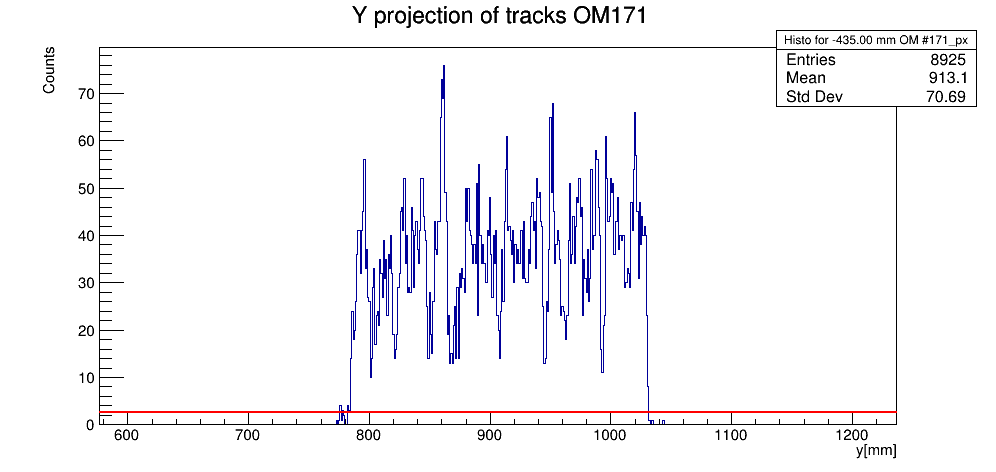 Y projection of tracks OM171
Histo for -435.00 mm OM #171_px
Entries 8925
Mean 913.1
Std Dev 70.69
Counts
70
60
50
40
30
20
10
0
600 700 800 900 1000 1100 1200
y[mm]